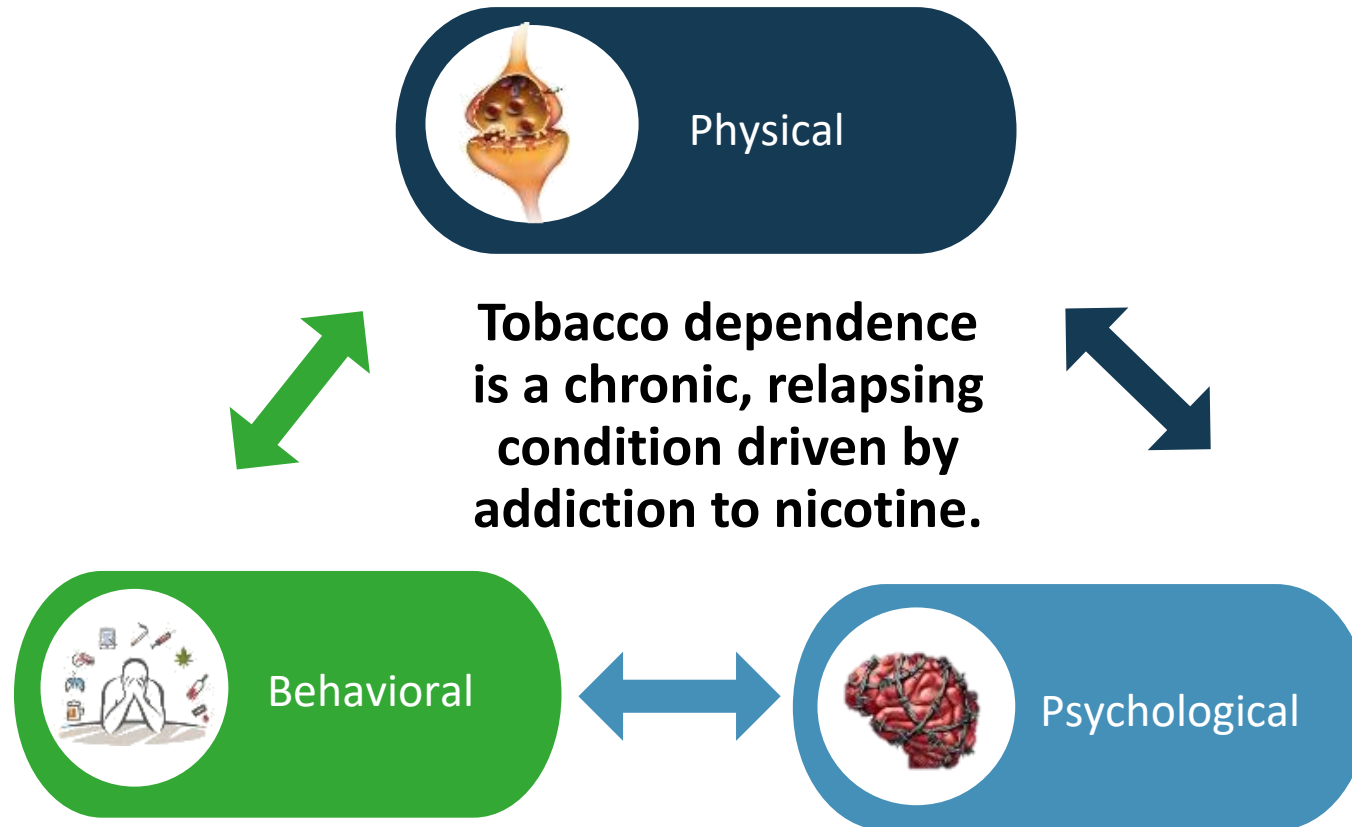 Physical
Tobacco dependence
is a chronic, relapsing
condition driven by
addiction to nicotine.
Behavioral
Psychological